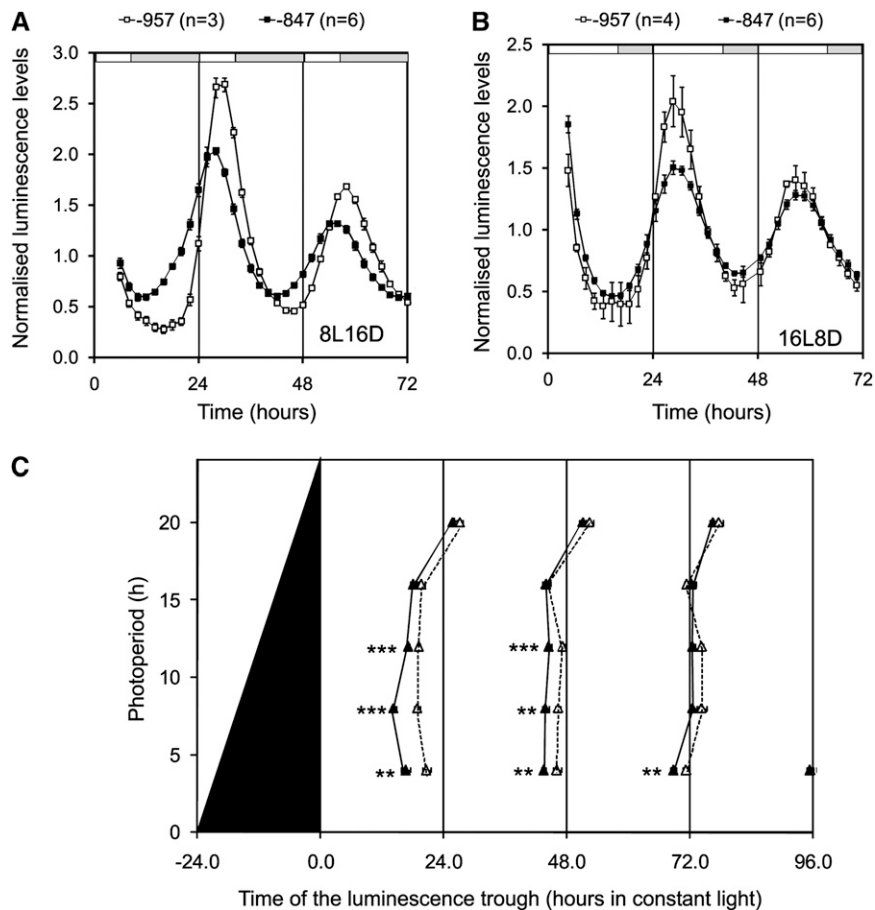 A
-957 (n=3) -847 (n=6)
Normalised luminescence levels
3.0
2.5
2.0
1.5
1.0
0.5
0.0
8L16D
0 24 48 72
Time (hours)
B
-957 (n=4) -847 (n=6)
Normalised luminescence levels
2.5
2.0
1.5
1.0
0.5
0.0
16L8D
0 24 48 72
Time (hours)
C
Photoperiod (h)
20
15
10
5
0
*** ***
*** **
** ** **
-24.0 0.0 24.0 48.0 72.0 96.0
Time of the luminescence trough (hours in constant light)